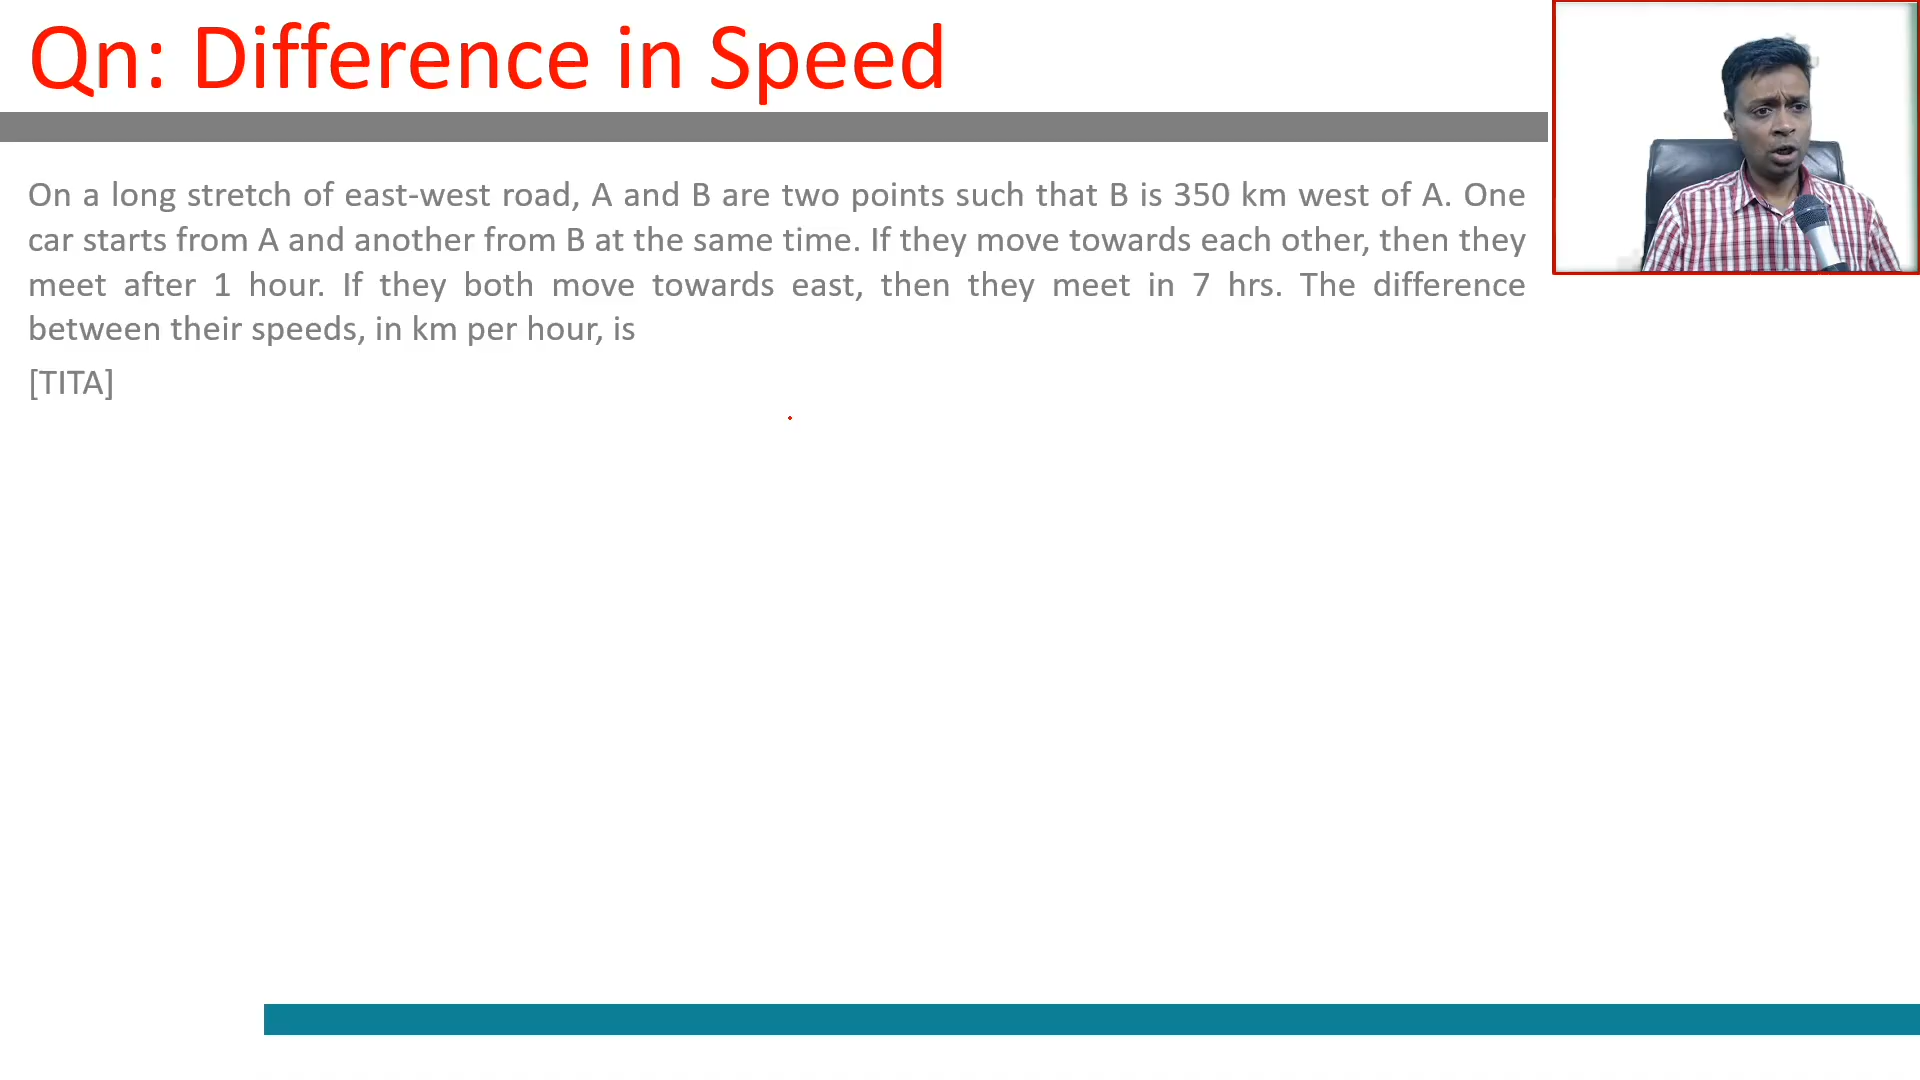 Qn: Difference in Speed
On a long stretch of east-west road, A and B are two points such that B is 350 km west of A. One
car starts from A and another from B at the same time. If they move towards each other, then they
meet after 1 hour. If they both move towards east, then they meet in 7 hrs. The difference
between their speeds, in km per hour, is
[TITA]